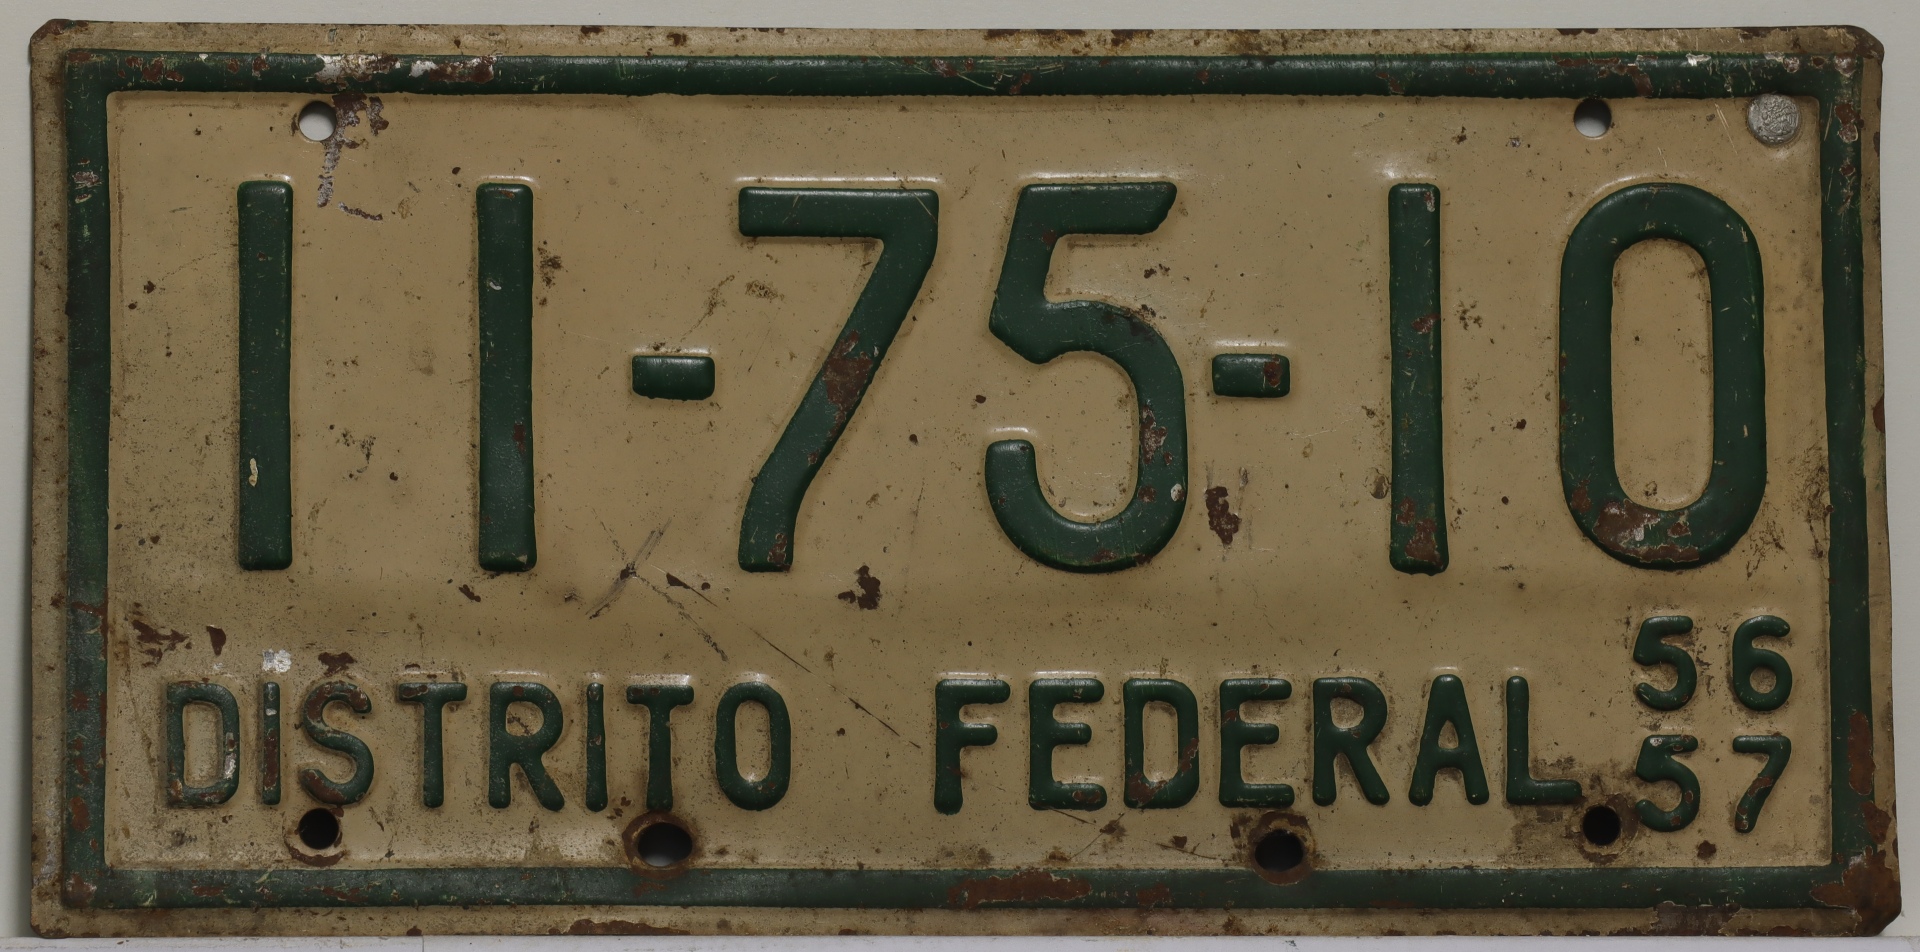 11-75-10
DISTRITO FEDERAL
56
57